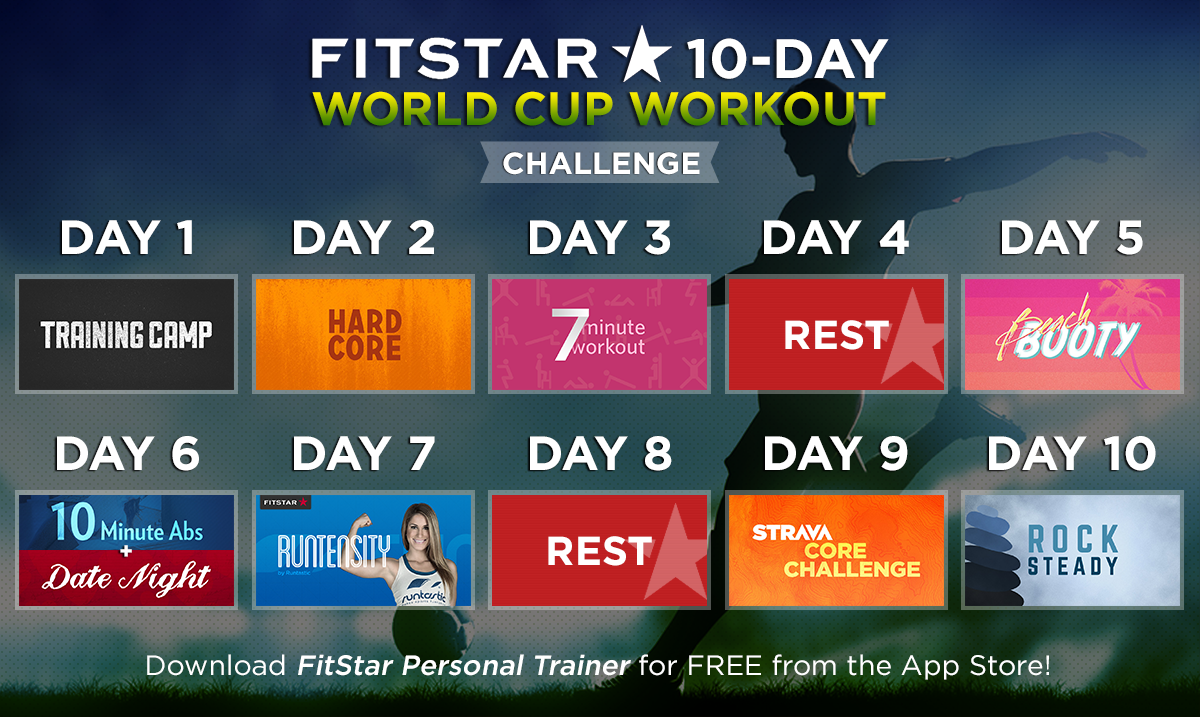 FITSTAR 10-DAY
WORLD CUP WORKOUT
CHALLENGE
DAY 1
TRAINING CAMP
DAY 2
HARD
CORE
DAY 3
7 minute
workout
DAY 4
REST
DAY 5
Beach
BOOTY
DAY 6
10 Minute Abs
+
Date Night
DAY 7
FITSTAR
RUNTENSITY
by Runtastic
runtastic
DAY 8
REST
DAY 9
STRAVA
CORE
CHALLENGE
DAY 10
ROCK
STEADY
Download FitStar Personal Trainer for FREE from the App Store!